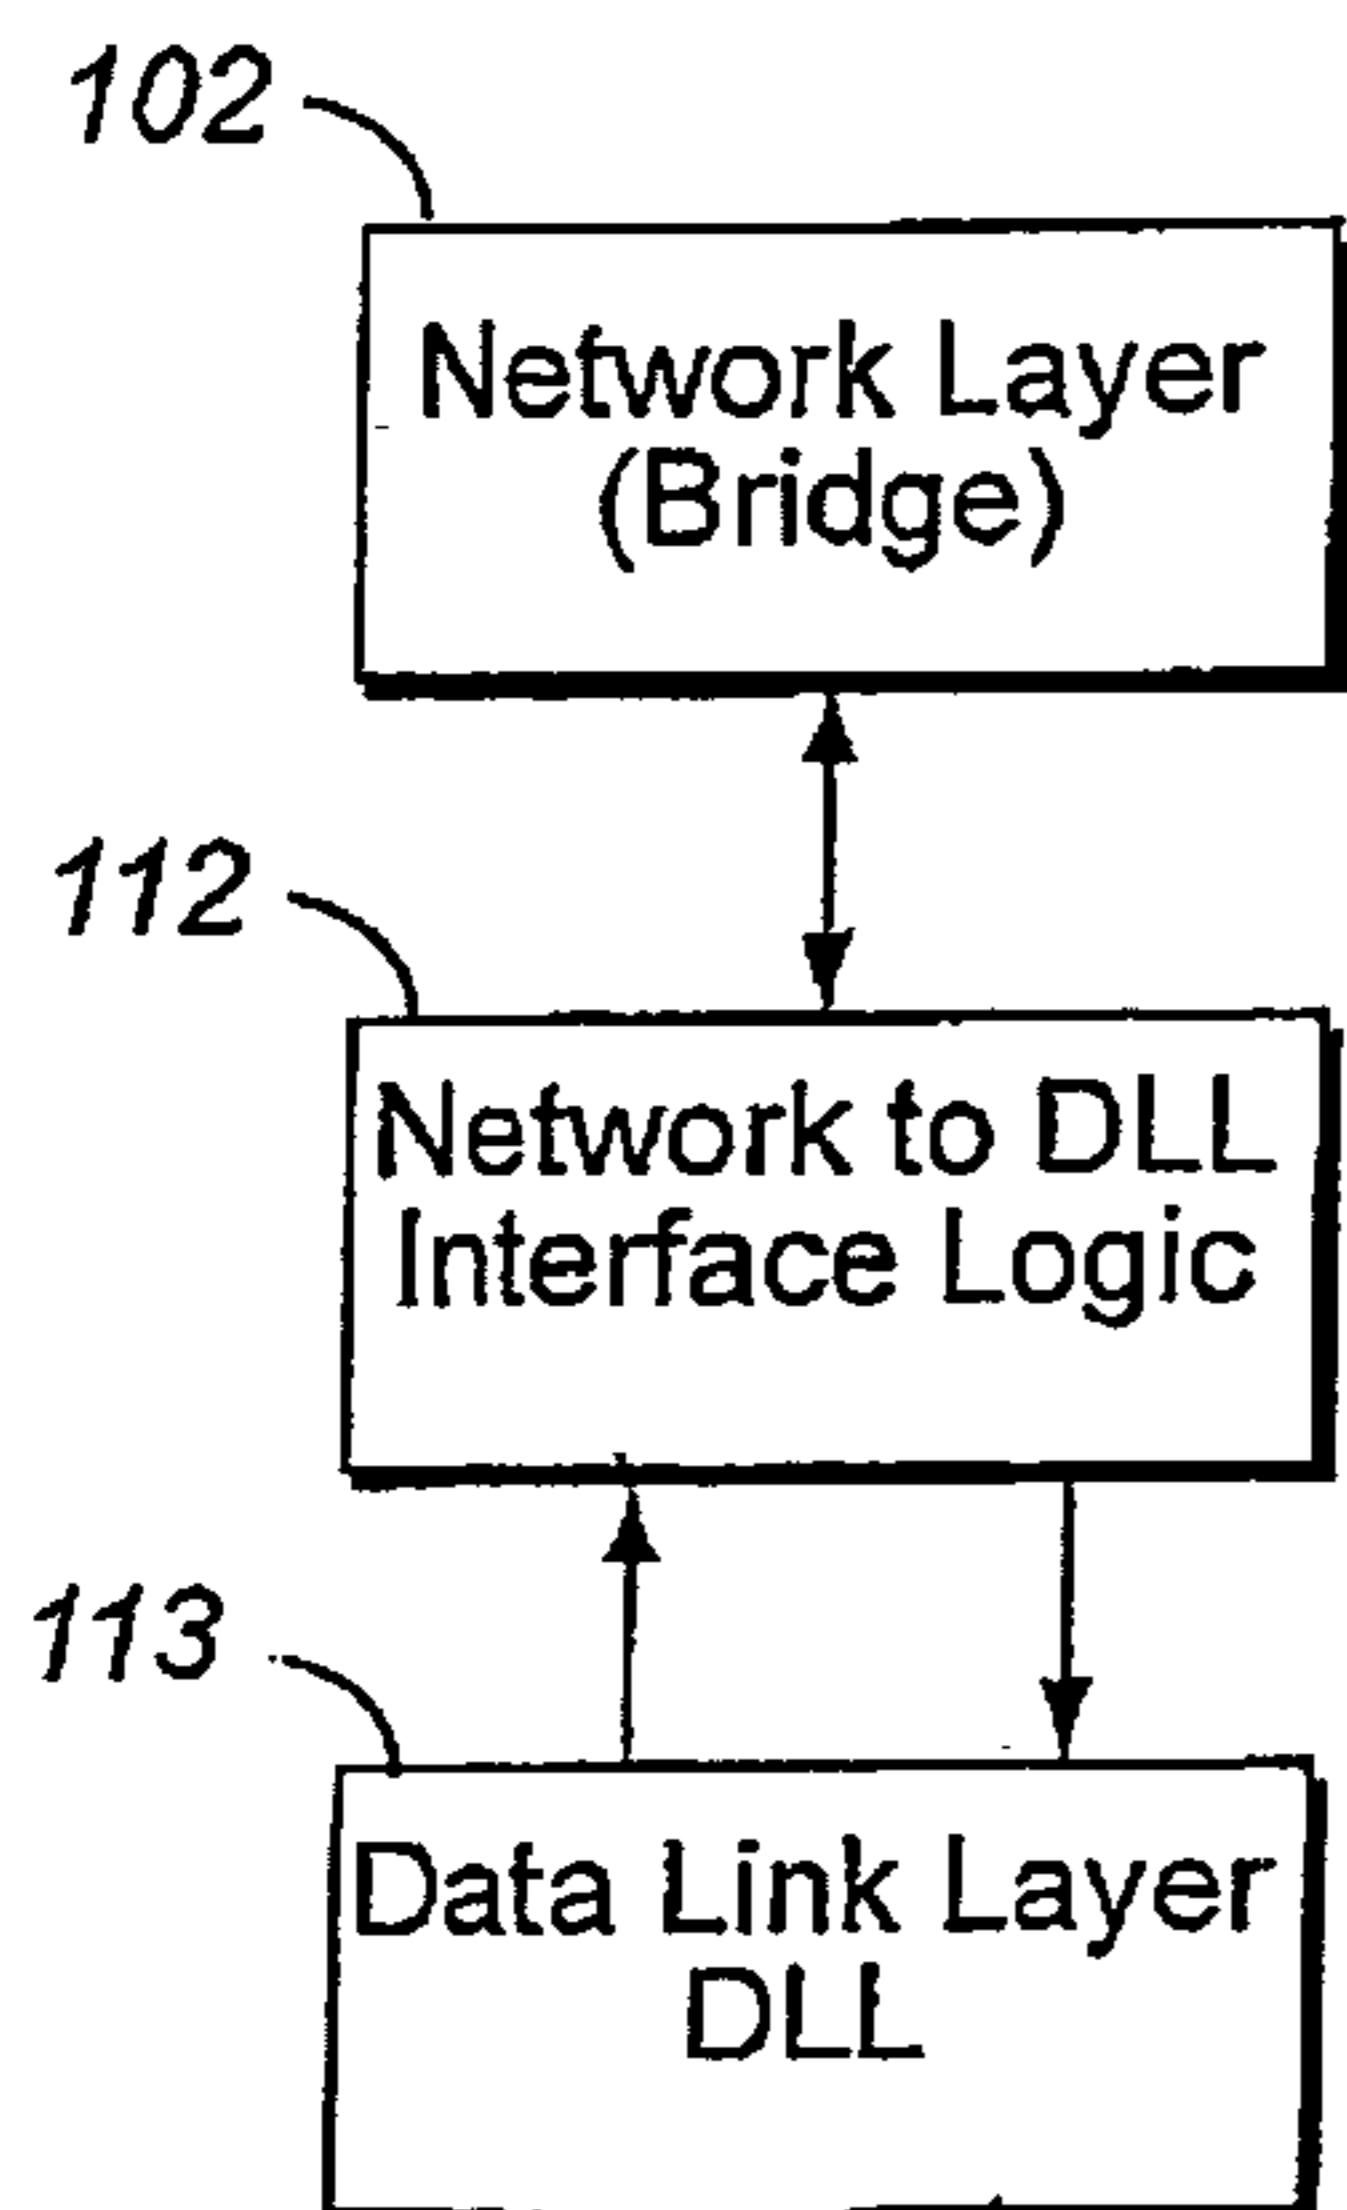 102
Network Layer
(Bridge)
112
Network to DLL
Interface Logic
113
Data Link Layer
DLL